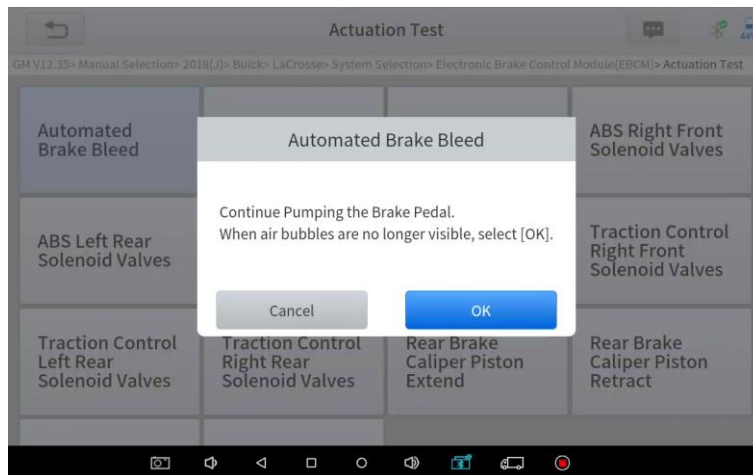 Actuation Test
GM V12.35> Manual Selection> 2018(J)> Buick> LaCrosse> System Selection> Electronic Brake Control Module(EBCM)> Actuation Test
Automated
Brake Bleed
ABS Right Front
Solenoid Valves
Automated Brake Bleed
Continue Pumping the Brake Pedal.
When air bubbles are no longer visible, select [OK].
Cancel
OK
ABS Left Rear
Solenoid Valves
Traction Control
Right Front
Solenoid Valves
Traction Control
Left Rear
Solenoid Valves
Traction Control
Right Rear
Solenoid Valves
Rear Brake
Caliper Piston
Extend
Rear Brake
Caliper Piston
Retract